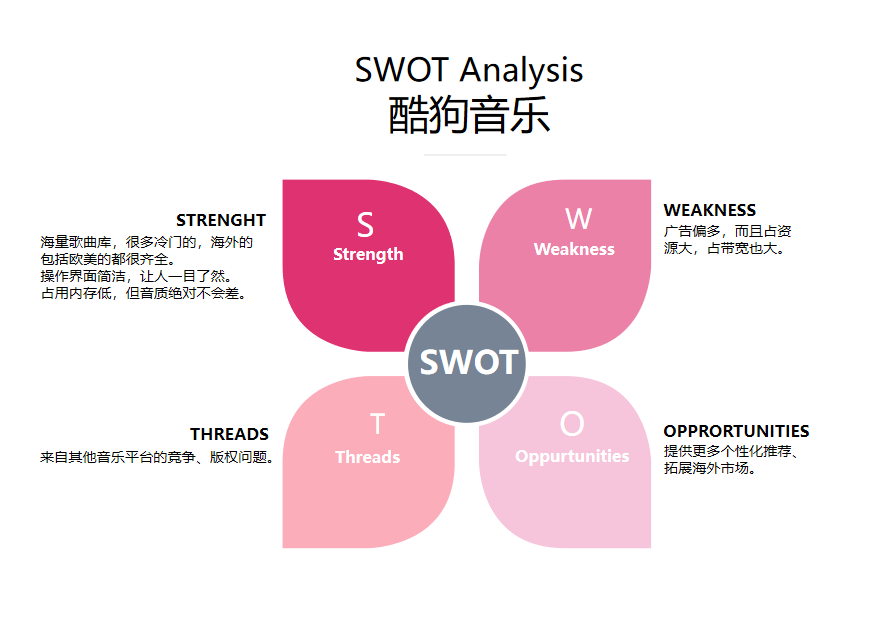 SWOT Analysis
酷狗音乐
STRENGHT
海量歌曲库，很多冷门的，海外的
包括欧美的都很齐全。
操作界面简洁，让人一目了然。
占用内存低，但音质绝对不会差。
S
Strength
W
Weakness
WEAKNESS
广告偏多，而且占资
源大，占带宽也大。
SWOT
THREADS
来自其他音乐平台的竞争、版权问题。
T
Threads
O
Oppurtunities
OPPRORTUNITIES
提供更多个性化推荐、
拓展海外市场。